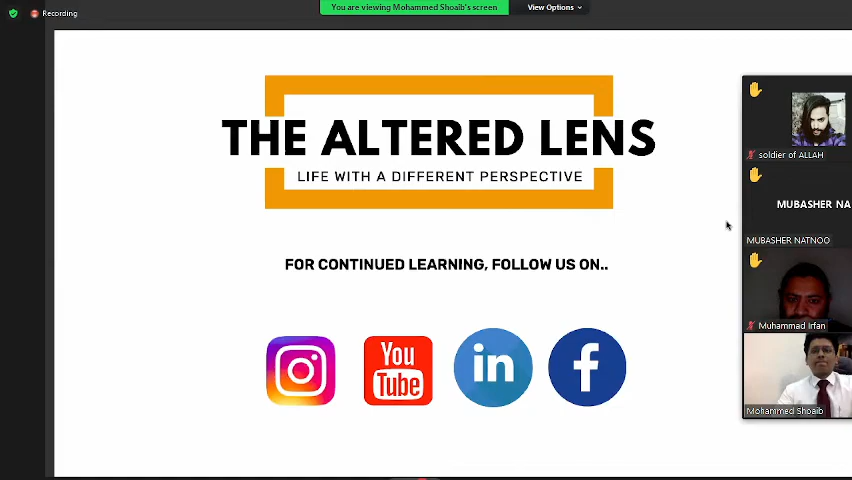 Recording
You are viewing Mohammed Shoaib's screen
View Options
THE ALTERED LENS
LIFE WITH A DIFFERENT PERSPECTIVE
FOR CONTINUED LEARNING, FOLLOW US ON..
You
Tube
in
f
soldier of ALLAH
MUBASHER NA
MUBASHER NATNOO
Muhammad Irfan
Mohammed Shoaib